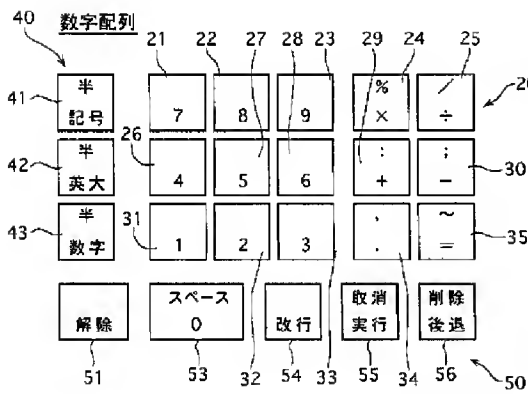 数字配列
40 21 22 27 28 23 29 24 25
20
半 % ／
41 記号 7 8 9 × ÷
半 26 : ;
42 英大 4 5 6 + − 30
半 31 、 ~
43 数字 1 2 3 . = 35
スペース 取消 削除
解除 0 改行 実行 後退
51 53 32 54 33 55 34 56 50